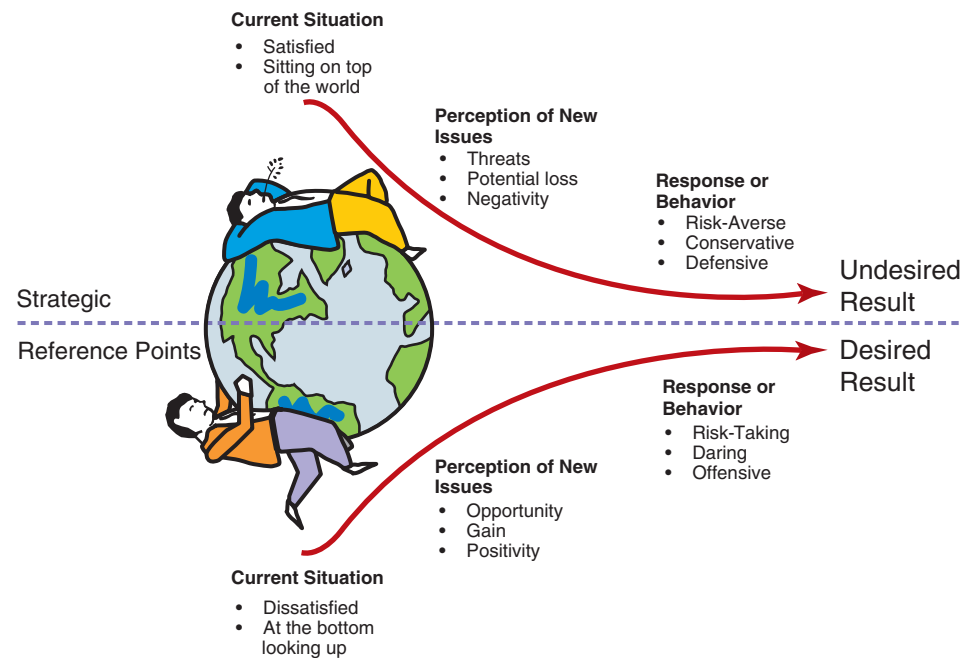 Current Situation
• Satisfied
• Sitting on top
of the world
Perception of New
Issues
• Threats
• Potential loss
• Negativity
Response or
Behavior
• Risk-Averse
• Conservative
• Defensive
Undesired
Result
Strategic
Reference Points
Desired
Result
Response or
Behavior
• Risk-Taking
• Daring
• Offensive
Perception of New
Issues
• Opportunity
• Gain
• Positivity
Current Situation
• Dissatisfied
• At the bottom
looking up